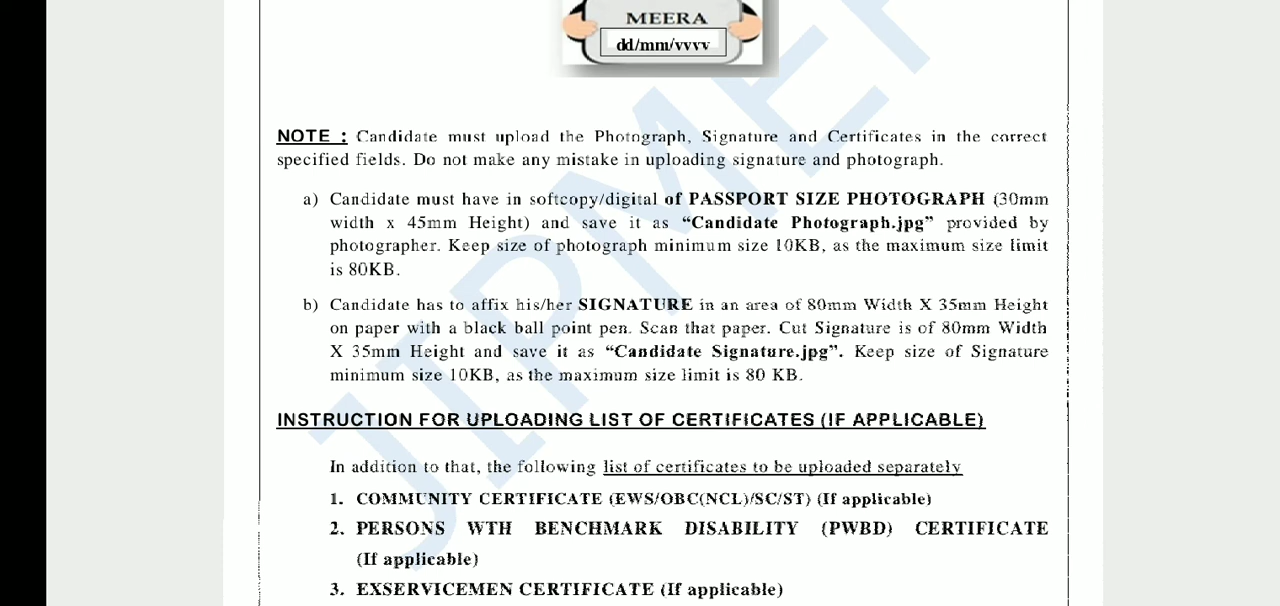 MEERA
dd/mm/yyyy
NOTE : Candidate must upload the Photograph, Signature and Certificates in the correct
specified fields. Do not make any mistake in uploading signature and photograph.
a) Candidate must have in softcopy/digital of PASSPORT SIZE PHOTOGRAPH (30mm
width x 45mm Height) and save it as “Candidate Photograph.jpg” provided by
photographer. Keep size of photograph minimum size 10KB, as the maximum size limit
is 80KB.
b) Candidate has to affix his/her SIGNATURE in an area of 80mm Width X 35mm Height
on paper with a black ball point pen. Scan that paper. Cut Signature is of 80mm Width
X 35mm Height and save it as “Candidate Signature.jpg”. Keep size of Signature
minimum size 10KB, as the maximum size limit is 80 KB.
INSTRUCTION FOR UPLOADING LIST OF CERTIFICATES (IF APPLICABLE)
In addition to that, the following list of certificates to be uploaded separately
1. COMMUNITY CERTIFICATE (EWS/OBC(NCL)/SC/ST) (If applicable)
2. PERSONS WTH BENCHMARK DISABILITY (PWBD) CERTIFICATE
(If applicable)
3. EXSERVICEMEN CERTIFICATE (If applicable)
JIPMER